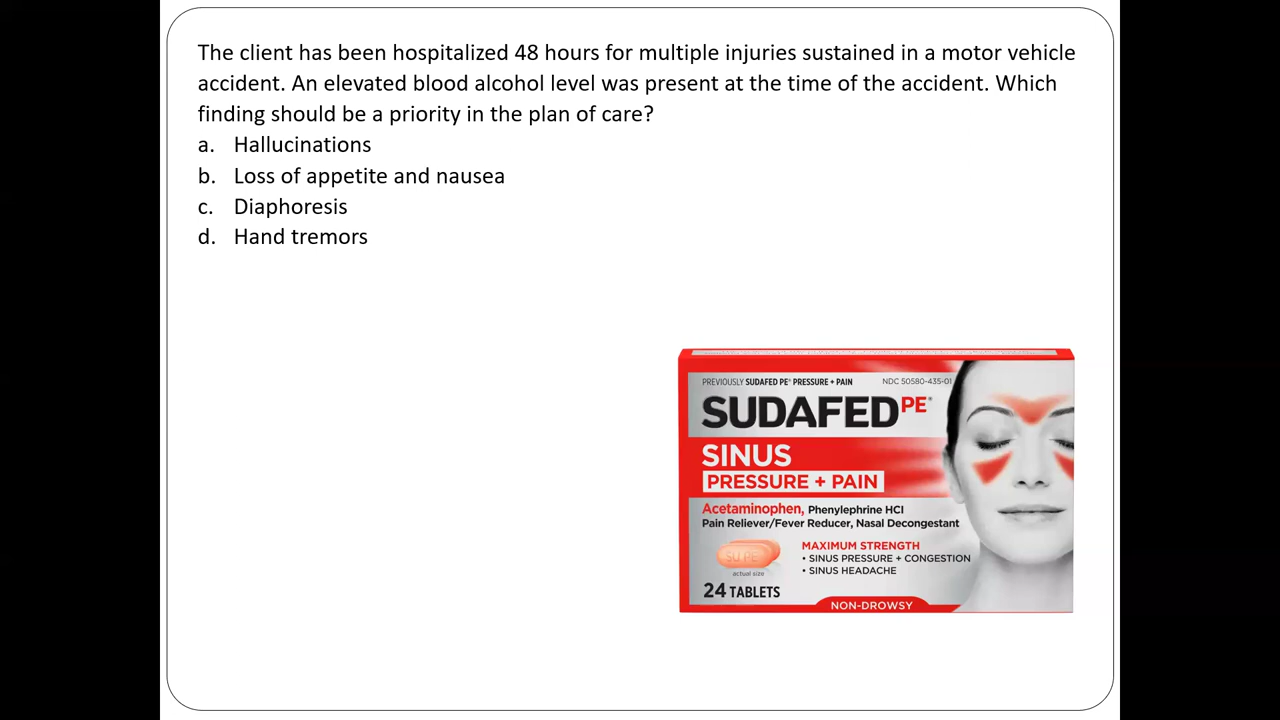 The client has been hospitalized 48 hours for multiple injuries sustained in a motor vehicle
accident. An elevated blood alcohol level was present at the time of the accident. Which
finding should be a priority in the plan of care?
a. Hallucinations
b. Loss of appetite and nausea
c. Diaphoresis
d. Hand tremors
PREVIOUSLY SUDAFED PE® PRESSURE + PAIN
NDC 50580-435-01
SUDAFED PE®
SINUS
PRESSURE + PAIN
Acetaminophen, Phenylephrine HCl
Pain Reliever/Fever Reducer, Nasal Decongestant
SU PE
actual size
MAXIMUM STRENGTH
• SINUS PRESSURE + CONGESTION
• SINUS HEADACHE
24 TABLETS
NON-DROWSY